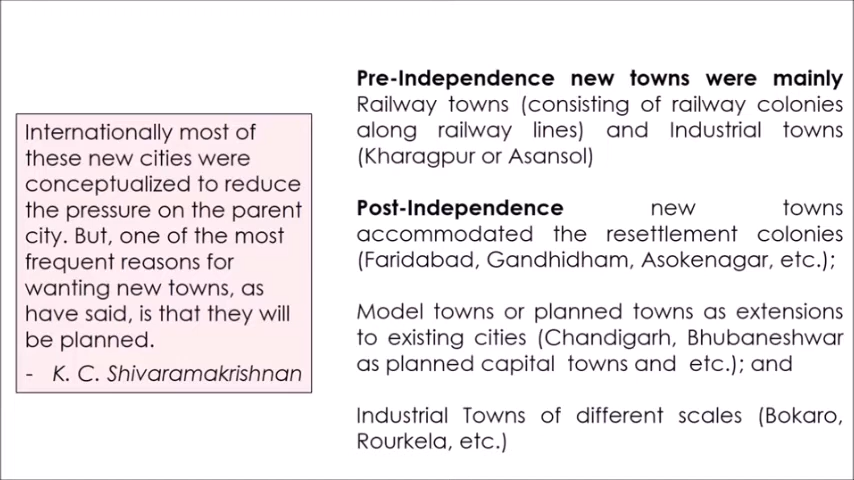 Internationally most of
these new cities were
conceptualized to reduce
the pressure on the parent
city. But, one of the most
frequent reasons for
wanting new towns, as
have said, is that they will
be planned.
- K. C. Shivaramakrishnan
Pre-Independence new towns were mainly
Railway towns (consisting of railway colonies
along railway lines) and Industrial towns
(Kharagpur or Asansol)
Post-Independence new towns
accommodated the resettlement colonies
(Faridabad, Gandhidham, Asokenagar, etc.);
Model towns or planned towns as extensions
to existing cities (Chandigarh, Bhubaneshwar
as planned capital towns and etc.); and
Industrial Towns of different scales (Bokaro,
Rourkela, etc.)